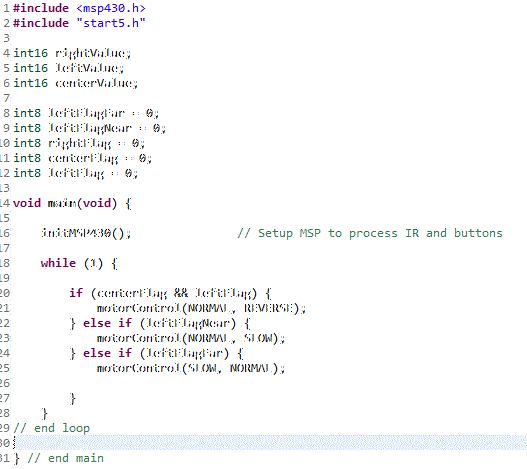 1 #include <msp430.h>
2 #include "start5.h"
3
4 int16 rightValue;
5 int16 leftValue;
6 int16 centerValue;
7
8 int8 leftFlagFar = 0;
9 int8 leftFlagNear = 0;
10 int8 rightFlag = 0;
11 int8 centerFlag = 0;
12 int8 leftFlag = 0;
13
14 void main(void) {
15
16 initMSP430(); // Setup MSP to process IR and buttons
17
18 while (1) {
19
20 if (centerFlag && leftFlag) {
21 motorControl(NORMAL, REVERSE);
22 } else if (leftFlagNear) {
23 motorControl(NORMAL, SLOW);
24 } else if (leftFlagFar) {
25 motorControl(SLOW, NORMAL);
26
27 }
28 }
29 // end loop
30
31 } // end main